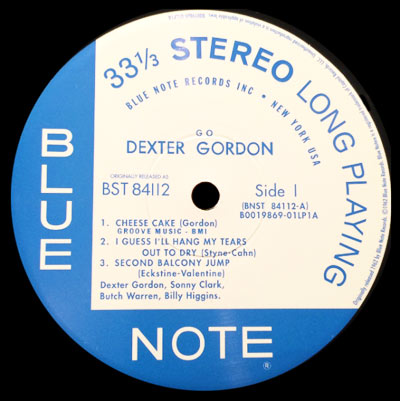 33⅓ STEREO LONG PLAYING
BLUE NOTE RECORDS INC • NEW YORK USA
GO
DEXTER GORDON
ORIGINALLY RELEASED AS
BST 84112
Side 1
(BNST 84112-A)
B0019869-01LP1A
1. CHEESE CAKE (Gordon)
GROOVE MUSIC - BMI
2. I GUESS I'LL HANG MY TEARS
OUT TO DRY (Styne-Cahn)
3. SECOND BALCONY JUMP
(Eckstine-Valentine)
Dexter Gordon, Sonny Clark,
Butch Warren, Billy Higgins.
BLUE
NOTE
®